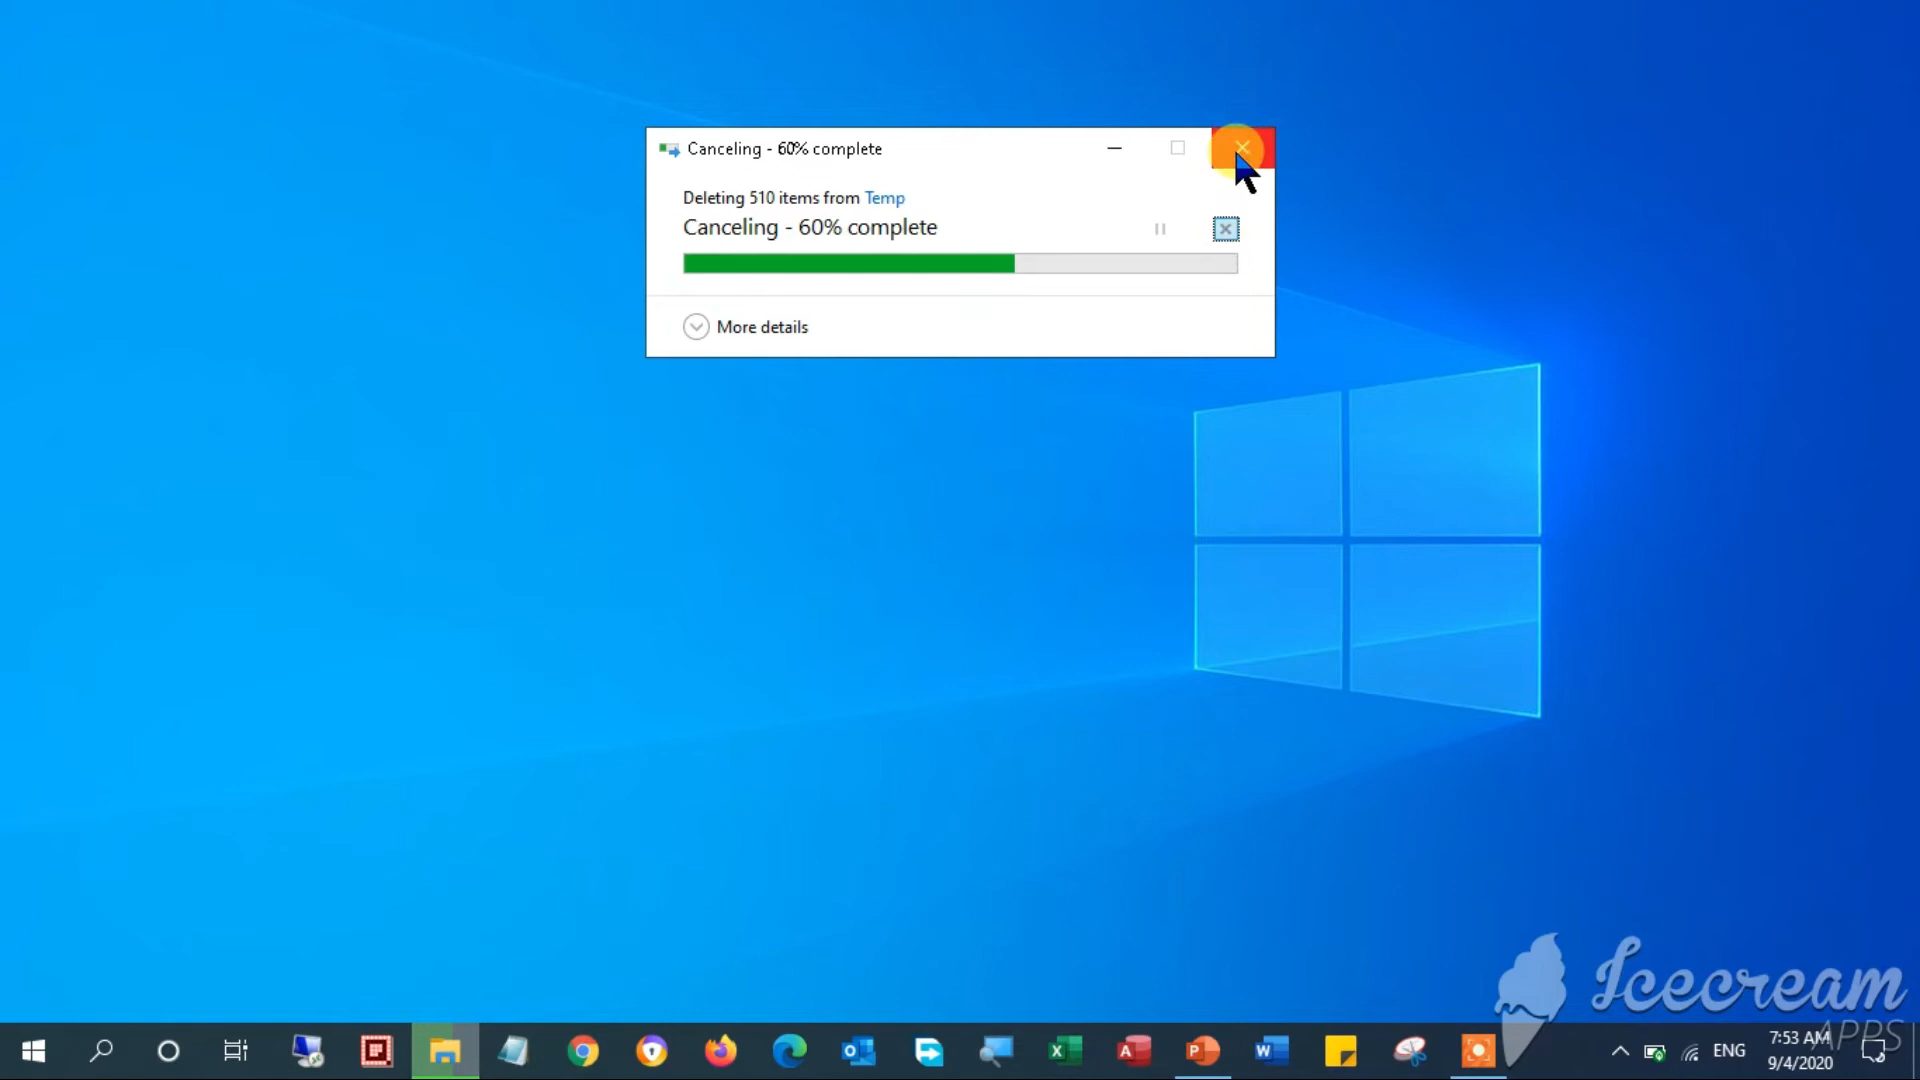 Canceling - 60% complete
Deleting 510 items from Temp
Canceling - 60% complete
More details
Icecream
APPS
ENG
7:53 AM
9/4/2020